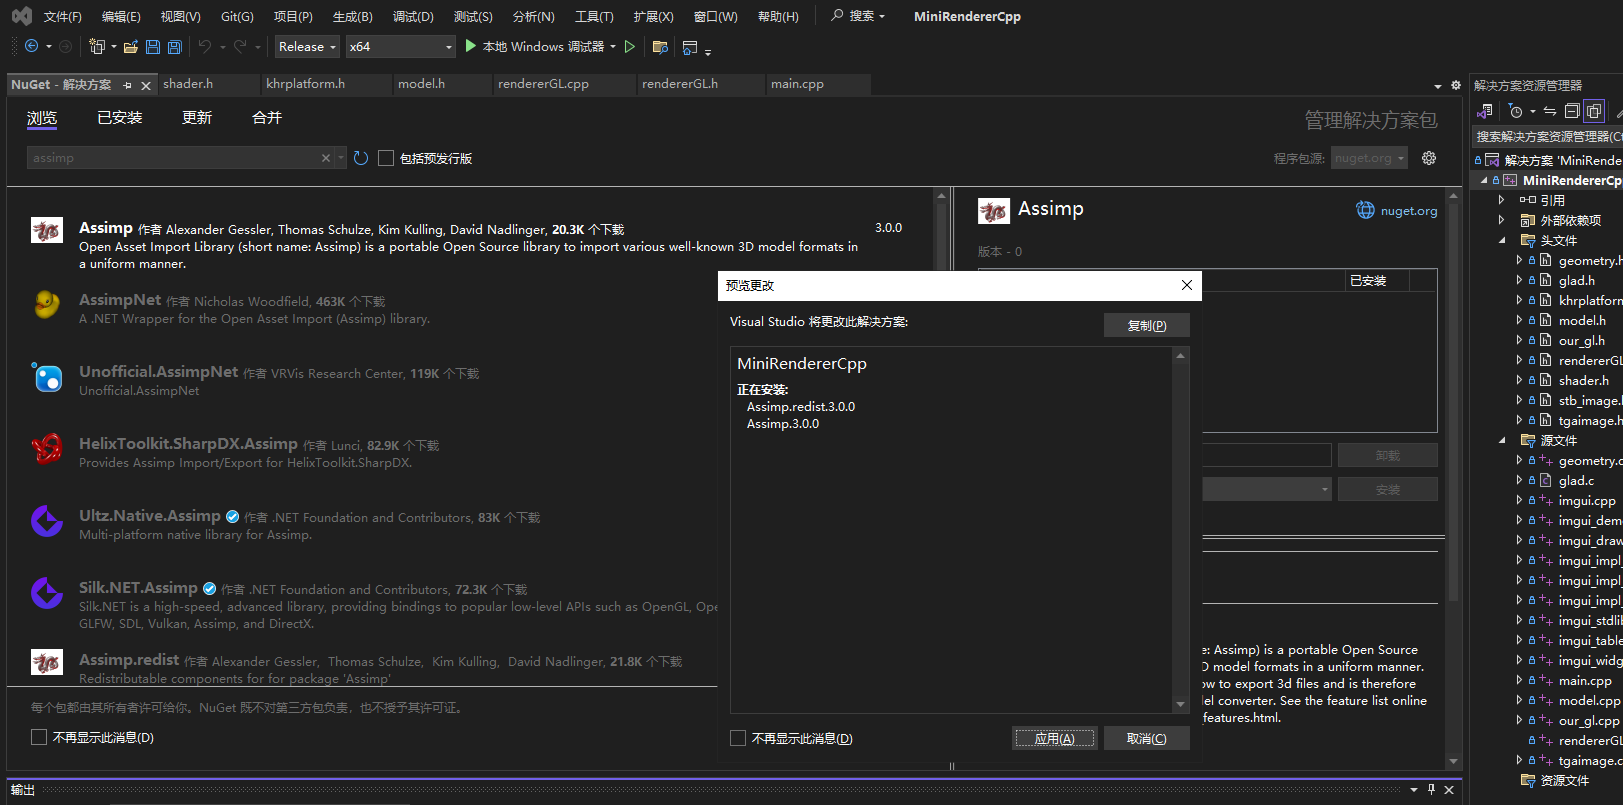 文件(F) 编辑(E) 视图(V) Git(G) 项目(P) 生成(B) 调试(D) 测试(S) 分析(N) 工具(T) 扩展(X) 窗口(W) 帮助(H) 搜索 MiniRendererCpp
Release x64 本地 Windows 调试器
NuGet - 解决方案 shader.h khrplatform.h model.h rendererGL.cpp rendererGL.h main.cpp
浏览 已安装 更新 合并 管理解决方案包
assimp 包括预发行版 程序包源: nuget.org
Assimp 作者 Alexander Gessler, Thomas Schulze, Kim Kulling, David Nadlinger, 20.3K 个下载 3.0.0
Open Asset Import Library (short name: Assimp) is a portable Open Source library to import various well-known 3D model formats in
a uniform manner.
AssimpNet 作者 Nicholas Woodfield, 463K 个下载
A .NET Wrapper for the Open Asset Import (Assimp) library.
Unofficial.AssimpNet 作者 VRVis Research Center, 119K 个下载
Unofficial.AssimpNet
HelixToolkit.SharpDX.Assimp 作者 Lunci, 82.9K 个下载
Provides Assimp Import/Export for HelixToolkit.SharpDX.
Ultz.Native.Assimp 作者 .NET Foundation and Contributors, 83K 个下载
Multi-platform native library for Assimp.
Silk.NET.Assimp 作者 .NET Foundation and Contributors, 72.3K 个下载
Silk.NET is a high-speed, advanced library, providing bindings to popular low-level APIs such as OpenGL, Ope
GLFW, SDL, Vulkan, Assimp, and DirectX.
Assimp.redist 作者 Alexander Gessler, Thomas Schulze, Kim Kulling, David Nadlinger, 21.8K 个下载
Redistributable components for for package 'Assimp'
每个包都由其所有者许可给你。NuGet 既不对第三方包负责，也不授予其许可证。
不再显示此消息(D)
Assimp nuget.org
版本 - 0
已安装
卸载
安装
e: Assimp) is a portable Open Source
D model formats in a uniform manner.
ow to export 3d files and is therefore
el converter. See the feature list online
features.html.
预览更改
Visual Studio 将更改此解决方案: 复制(P)
MiniRendererCpp
正在安装:
Assimp.redist.3.0.0
Assimp.3.0.0
不再显示此消息(D) 应用(A) 取消(C)
解决方案资源管理器
搜索解决方案资源管理器(C
解决方案 'MiniRende
MiniRendererCp
引用
外部依赖项
头文件
geometry.h
glad.h
khrplatforn
model.h
our_gl.h
rendererGL
shader.h
stb_image.
tgaimage.h
源文件
geometry.c
glad.c
imgui.cpp
imgui_dem
imgui_draw
imgui_impl_
imgui_impl_
imgui_impl_
imgui_stdlib
imgui_table
imgui_widg
main.cpp
model.cpp
our_gl.cpp
rendererGL
tgaimage.c
资源文件
输出